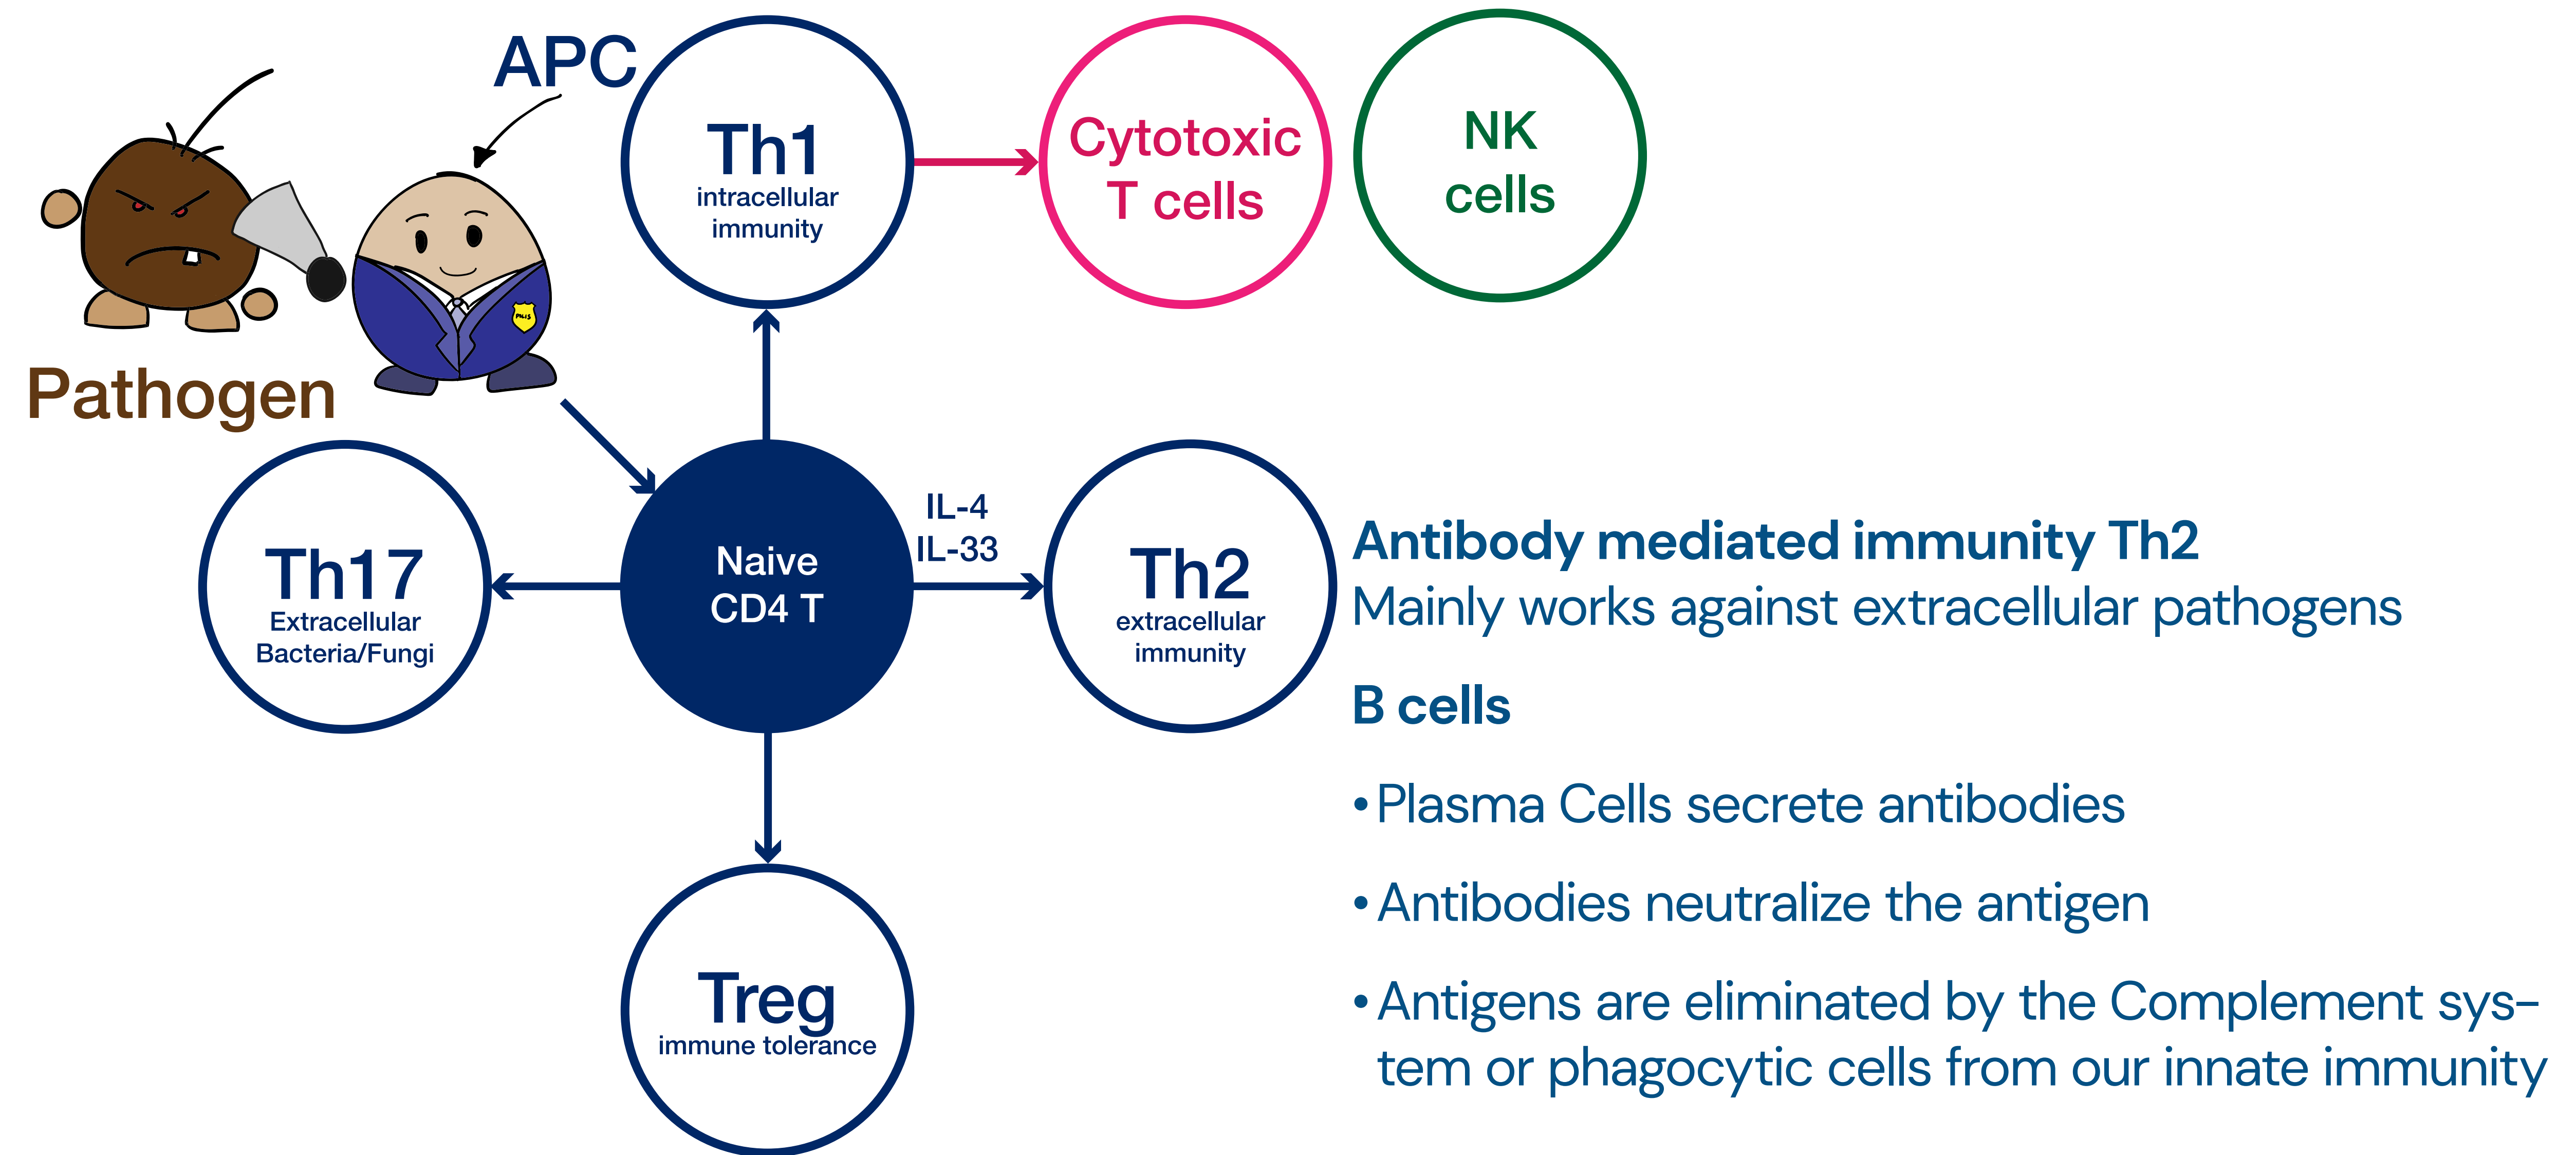 APC
Pathogen
Th1
intracellular
immunity
Cytotoxic
T cells
NK
cells
Th17
Extracellular
Bacteria/Fungi
Naive
CD4 T
IL-4
IL-33
Th2
extracellular
immunity
Treg
immune tolerance
Antibody mediated immunity Th2
Mainly works against extracellular pathogens
B cells
• Plasma Cells secrete antibodies
• Antibodies neutralize the antigen
• Antigens are eliminated by the Complement sys-
tem or phagocytic cells from our innate immunity